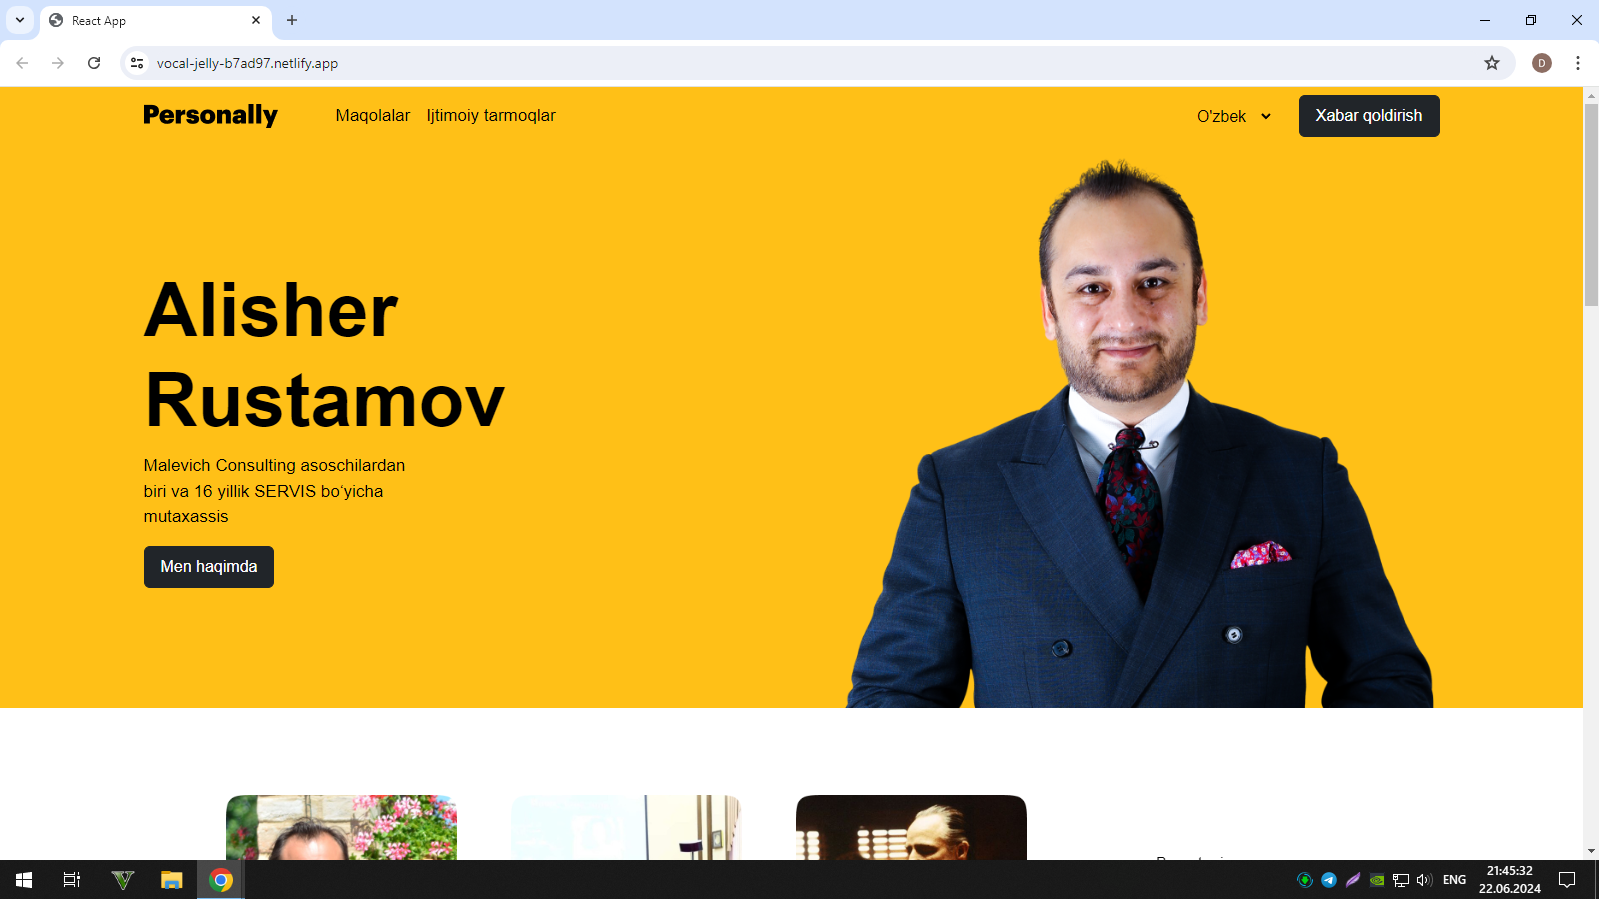 React App
vocal-jelly-b7ad97.netlify.app
D
Personally
Maqolalar
Ijtimoiy tarmoqlar
O'zbek
Xabar qoldirish
Alisher
Rustamov
Malevich Consulting asoschilardan
biri va 16 yillik SERVIS bo‘yicha
mutaxassis
Men haqimda
ENG
21:45:32
22.06.2024